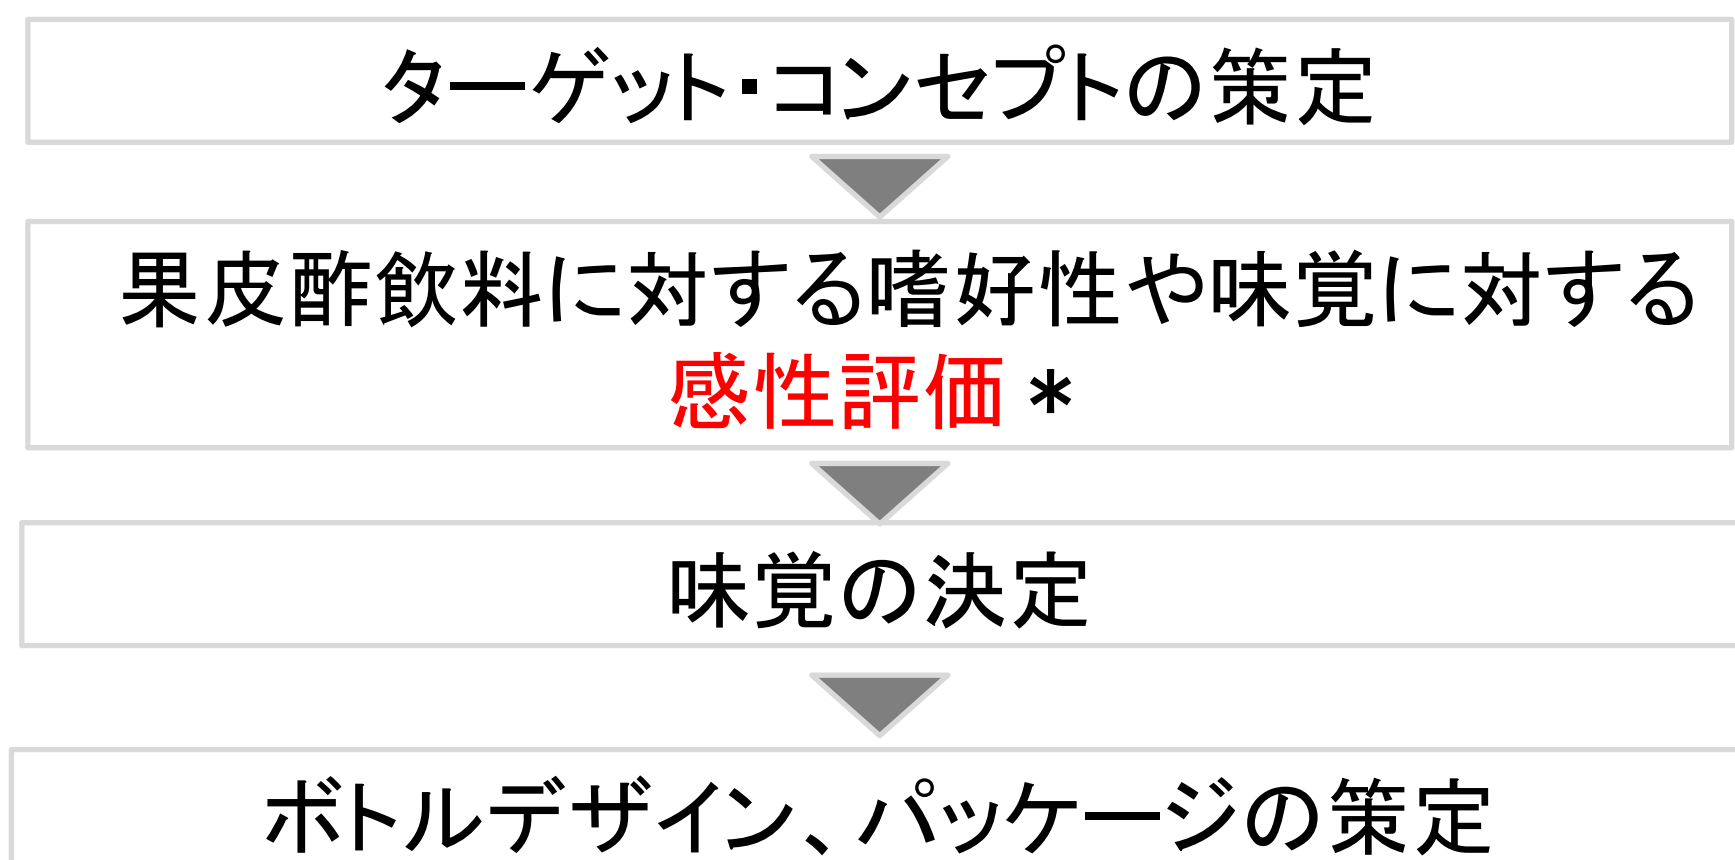 ターゲット・コンセプトの策定
果皮酢飲料に対する嗜好性や味覚に対する
感性評価 *
味覚の決定
ボトルデザイン、パッケージの策定